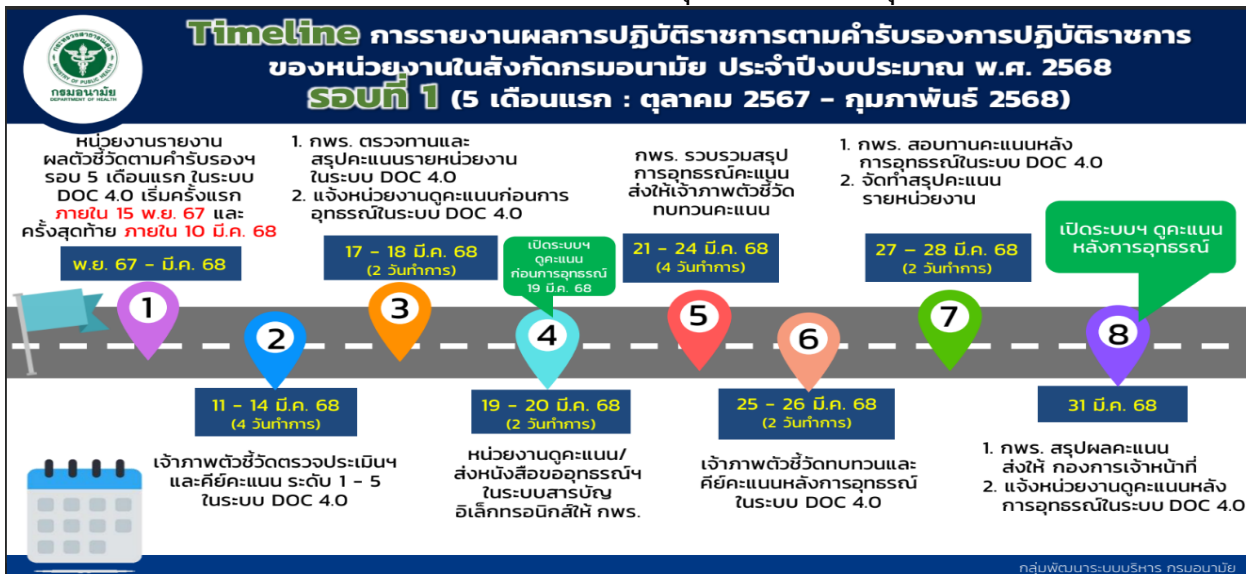 กระทรวงสาธารณสุข
MINISTRY OF PUBLIC HEALTH
กรมอนามัย
DEPARTMENT OF HEALTH
Timeline การรายงานผลการปฏิบัติราชการตามคำรับรองการปฏิบัติราชการ
ของหน่วยงานในสังกัดกรมอนามัย ประจำปีงบประมาณ พ.ศ. 2568
รอบที่ 1 (5 เดือนแรก : ตุลาคม 2567 - กุมภาพันธ์ 2568)
หน่วยงานรายงาน
ผลตัวชี้วัดตามคำรับรองฯ
รอบ 5 เดือนแรก ในระบบ
DOC 4.0 เริ่มครั้งแรก
ภายใน 15 พ.ย. 67 และ
ครั้งสุดท้าย ภายใน 10 มี.ค. 68
พ.ย. 67 - มี.ค. 68
1
2
11 - 14 มี.ค. 68
(4 วันทำการ)
เจ้าภาพตัวชี้วัดตรวจประเมินฯ
และคีย์คะแนน ระดับ 1 - 5
ในระบบ DOC 4.0
1. กพร. ตรวจทานและ
สรุปคะแนนรายหน่วยงาน
ในระบบ DOC 4.0
2. แจ้งหน่วยงานดูคะแนนก่อนการ
อุทธรณ์ในระบบ DOC 4.0
17 - 18 มี.ค. 68
(2 วันทำการ)
3
เปิดระบบฯ
ดูคะแนน
ก่อนการอุทธรณ์
19 มี.ค. 68
4
19 - 20 มี.ค. 68
(2 วันทำการ)
หน่วยงานดูคะแนน/
ส่งหนังสือขออุทธรณ์ฯ
ในระบบสารบัญ
อิเล็กทรอนิกส์ให้ กพร.
กพร. รวบรวมสรุป
การอุทธรณ์คะแนน
ส่งให้เจ้าภาพตัวชี้วัด
ทบทวนคะแนน
21 - 24 มี.ค. 68
(4 วันทำการ)
5
6
25 - 26 มี.ค. 68
(2 วันทำการ)
เจ้าภาพตัวชี้วัดทบทวนและ
คีย์คะแนนหลังการอุทธรณ์
ในระบบ DOC 4.0
1. กพร. สอบทานคะแนนหลัง
การอุทธรณ์ในระบบ DOC 4.0
2. จัดทำสรุปคะแนน
รายหน่วยงาน
27 - 28 มี.ค. 68
(2 วันทำการ)
7
เปิดระบบฯ ดูคะแนน
หลังการอุทธรณ์
8
31 มี.ค. 68
1. กพร. สรุปผลคะแนน
ส่งให้ กองการเจ้าหน้าที่
2. แจ้งหน่วยงานดูคะแนนหลัง
การอุทธรณ์ในระบบ DOC 4.0
กลุ่มพัฒนาระบบบริหาร กรมอนามัย